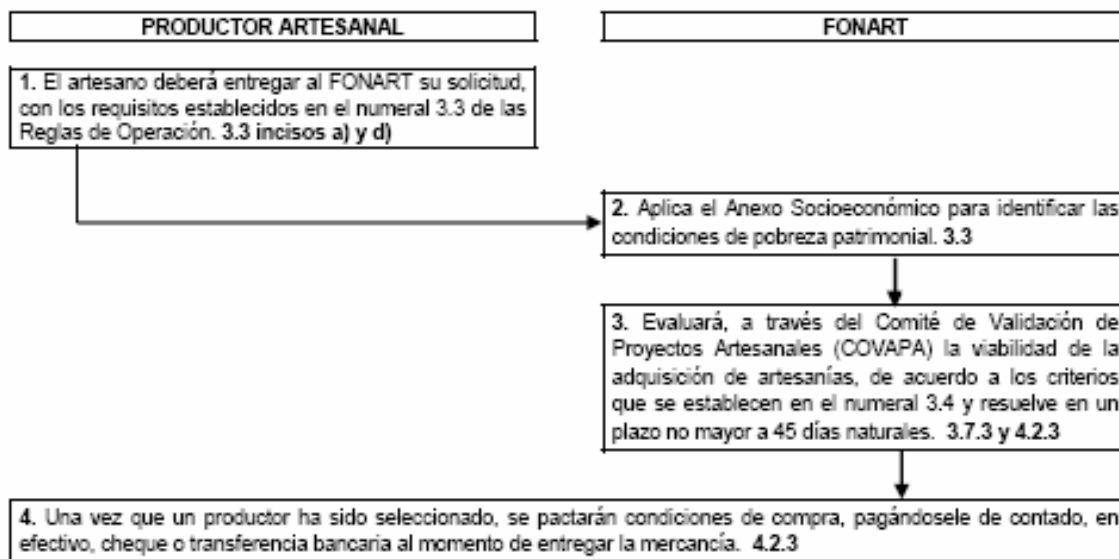 PRODUCTOR ARTESANAL
FONART
1. El artesano deberá entregar al FONART su solicitud,
con los requisitos establecidos en el numeral 3.3 de las
Reglas de Operación. 3.3 incisos a) y d)
2. Aplica el Anexo Socioeconómico para identificar las
condiciones de pobreza patrimonial. 3.3
3. Evaluará, a través del Comité de Validación de
Proyectos Artesanales (COVAPA) la viabilidad de la
adquisición de artesanías, de acuerdo a los criterios
que se establecen en el numeral 3.4 y resuelve en un
plazo no mayor a 45 días naturales. 3.7.3 y 4.2.3
4. Una vez que un productor ha sido seleccionado, se pactarán condiciones de compra, pagándosele de contado, en
efectivo, cheque o transferencia bancaria al momento de entregar la mercancía. 4.2.3